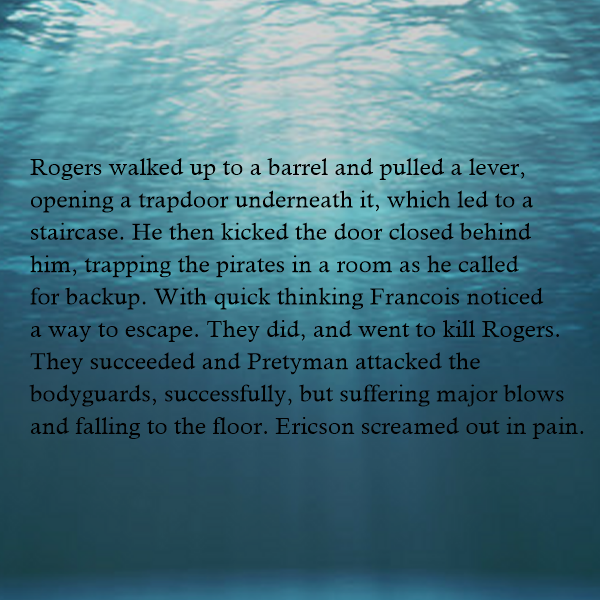 Rogers walked up to a barrel and pulled a lever,
opening a trapdoor underneath it, which led to a
staircase. He then kicked the door closed behind
him, trapping the pirates in a room as he called
for backup. With quick thinking Francois noticed
a way to escape. They did, and went to kill Rogers.
They succeeded and Pretyman attacked the
bodyguards, successfully, but suffering major blows
and falling to the floor. Ericson screamed out in pain.